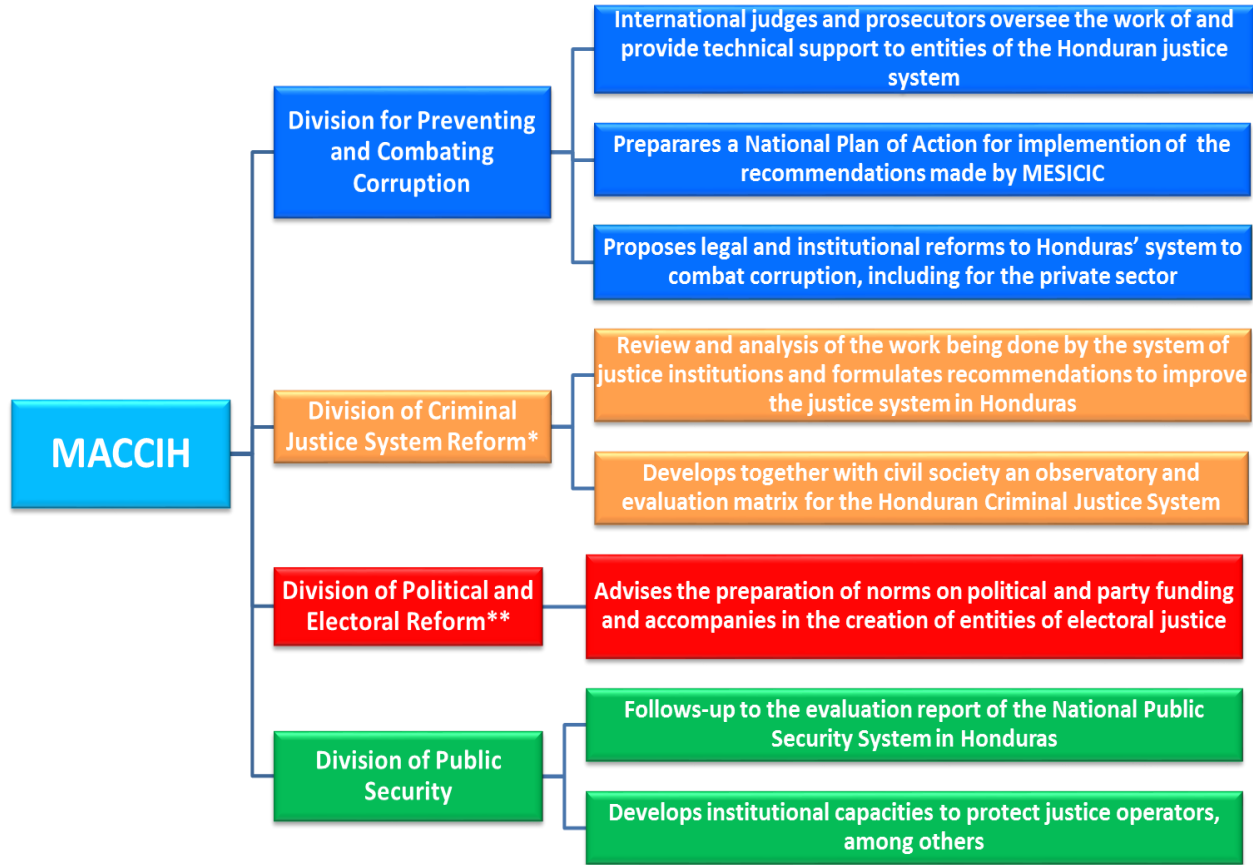 MACCIH
Division for Preventing
and Combating
Corruption
International judges and prosecutors oversee the work of and
provide technical support to entities of the Honduran justice
system
Preparares a National Plan of Action for implemention of the
recommendations made by MESICIC
Proposes legal and institutional reforms to Honduras’ system to
combat corruption, including for the private sector
Division of Criminal
Justice System Reform*
Review and analysis of the work being done by the system of
justice institutions and formulates recommendations to improve
the justice system in Honduras
Develops together with civil society an observatory and
evaluation matrix for the Honduran Criminal Justice System
Division of Political and
Electoral Reform**
Advises the preparation of norms on political and party funding
and accompanies in the creation of entities of electoral justice
Division of Public
Security
Follows-up to the evaluation report of the National Public
Security System in Honduras
Develops institutional capacities to protect justice operators,
among others